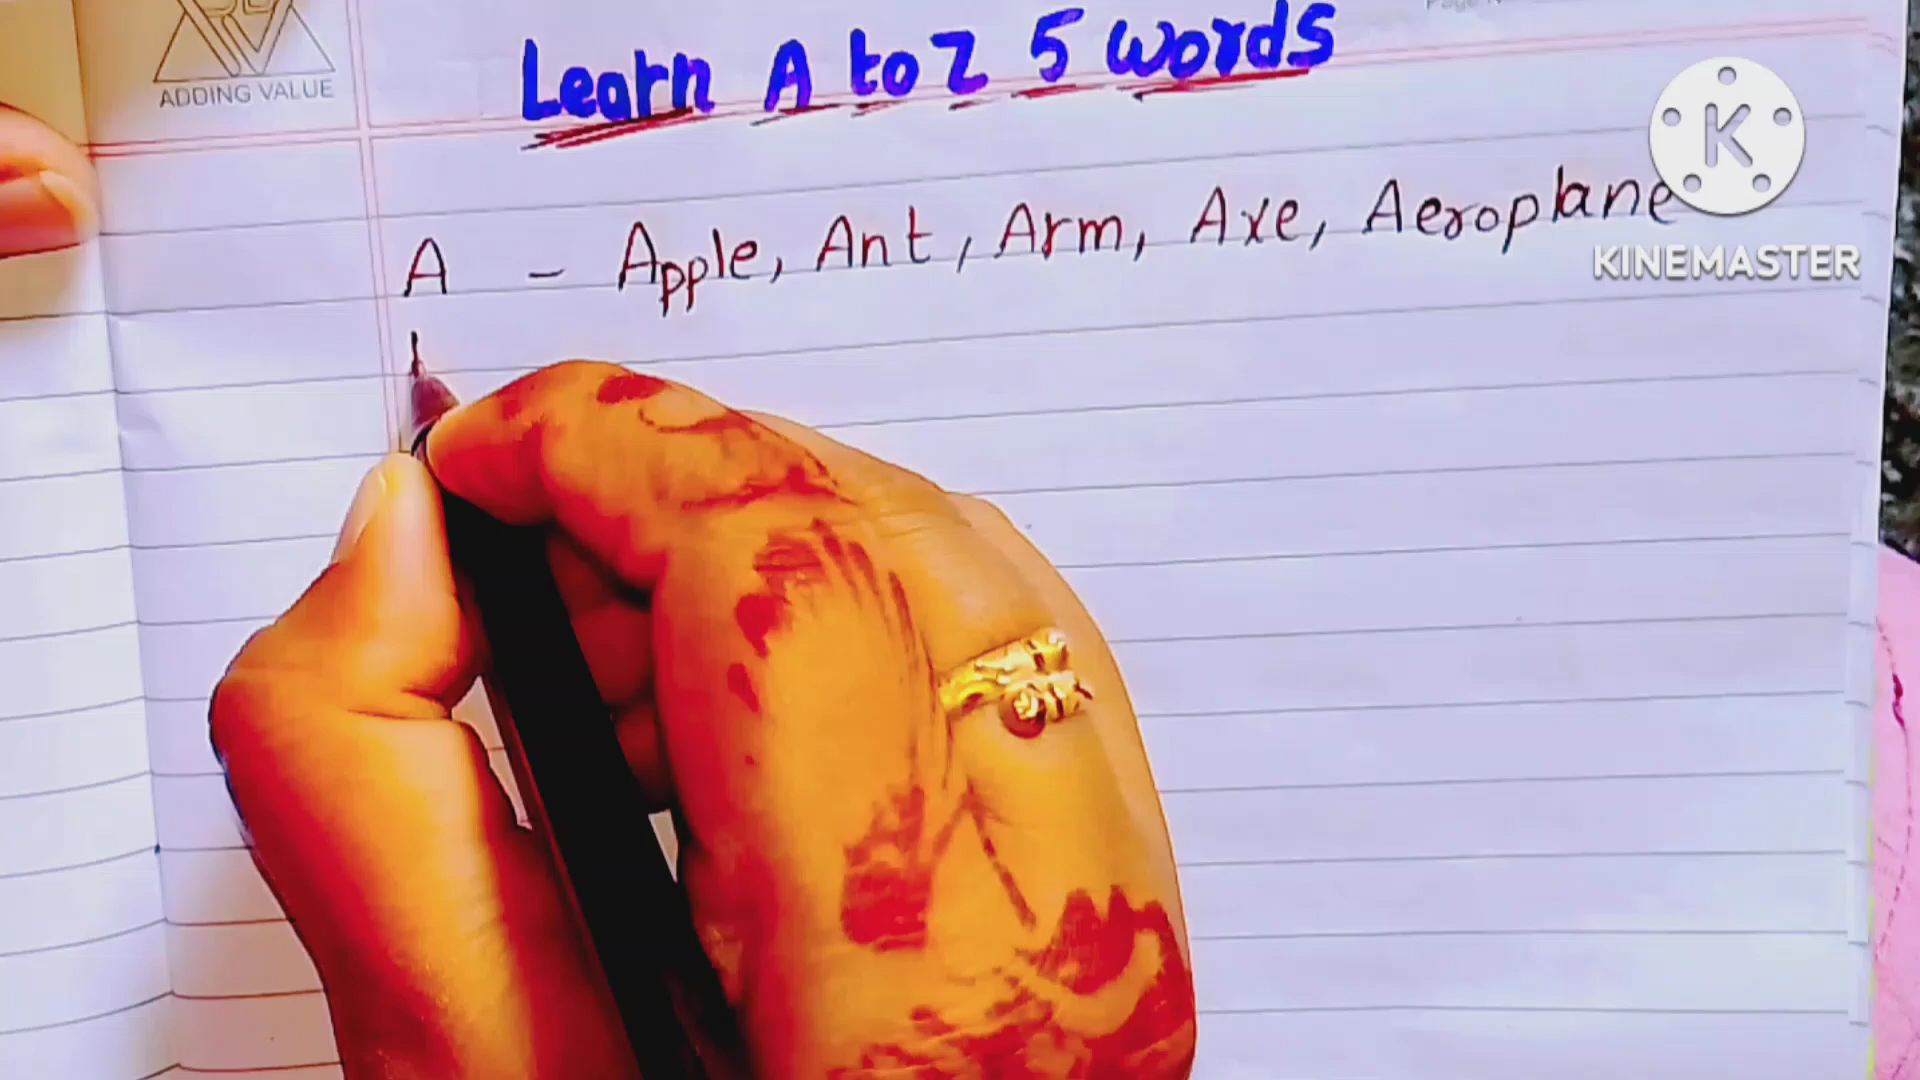 ADDING VALUE
Learn A to Z 5 words
A - Apple, Ant, Arm, Axe, Aeroplane
KINEMASTER